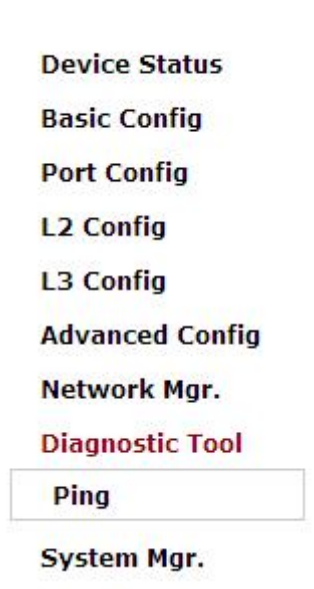 Device Status
Basic Config
Port Config
L2 Config
L3 Config
Advanced Config
Network Mgr.
Diagnostic Tool
Ping
System Mgr.